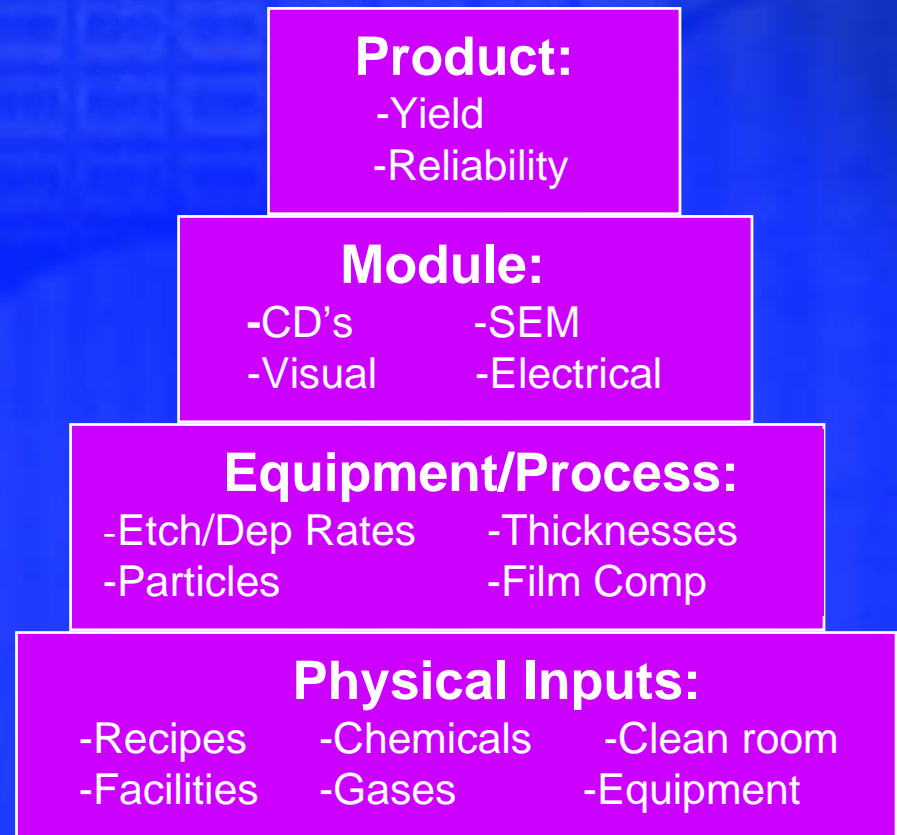 Product:
-Yield
-Reliability
Module:
-CD’s -SEM
-Visual -Electrical
Equipment/Process:
-Etch/Dep Rates -Thicknesses
-Particles -Film Comp
Physical Inputs:
-Recipes -Chemicals -Clean room
-Facilities -Gases -Equipment